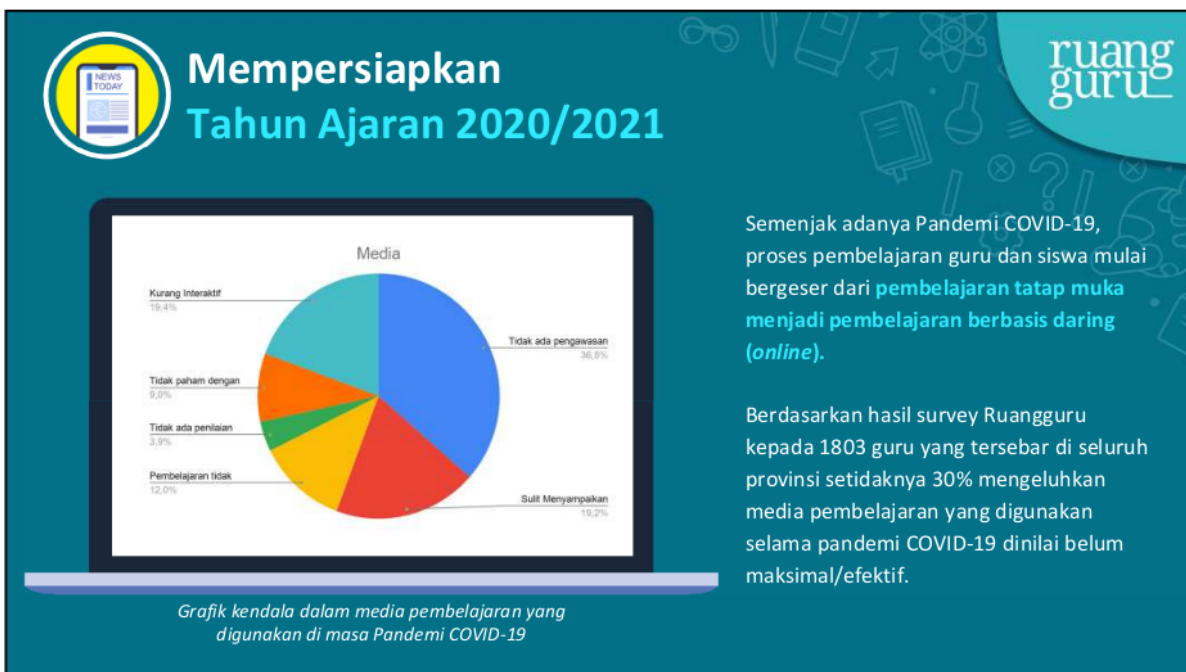 NEWS
TODAY
Mempersiapkan
Tahun Ajaran 2020/2021
ruang
guru
Media
Kurang Interaktif
19,4%
Tidak paham dengan
9,0%
Tidak ada penilaian
3,9%
Pembelajaran tidak
12,0%
Tidak ada pengawasan
36,5%
Sulit Menyampaikan
19,2%
Grafik kendala dalam media pembelajaran yang
digunakan di masa Pandemi COVID-19
Semenjak adanya Pandemi COVID-19,
proses pembelajaran guru dan siswa mulai
bergeser dari pembelajaran tatap muka
menjadi pembelajaran berbasis daring
(online).
Berdasarkan hasil survey Ruangguru
kepada 1803 guru yang tersebar di seluruh
provinsi setidaknya 30% mengeluhkan
media pembelajaran yang digunakan
selama pandemi COVID-19 dinilai belum
maksimal/efektif.